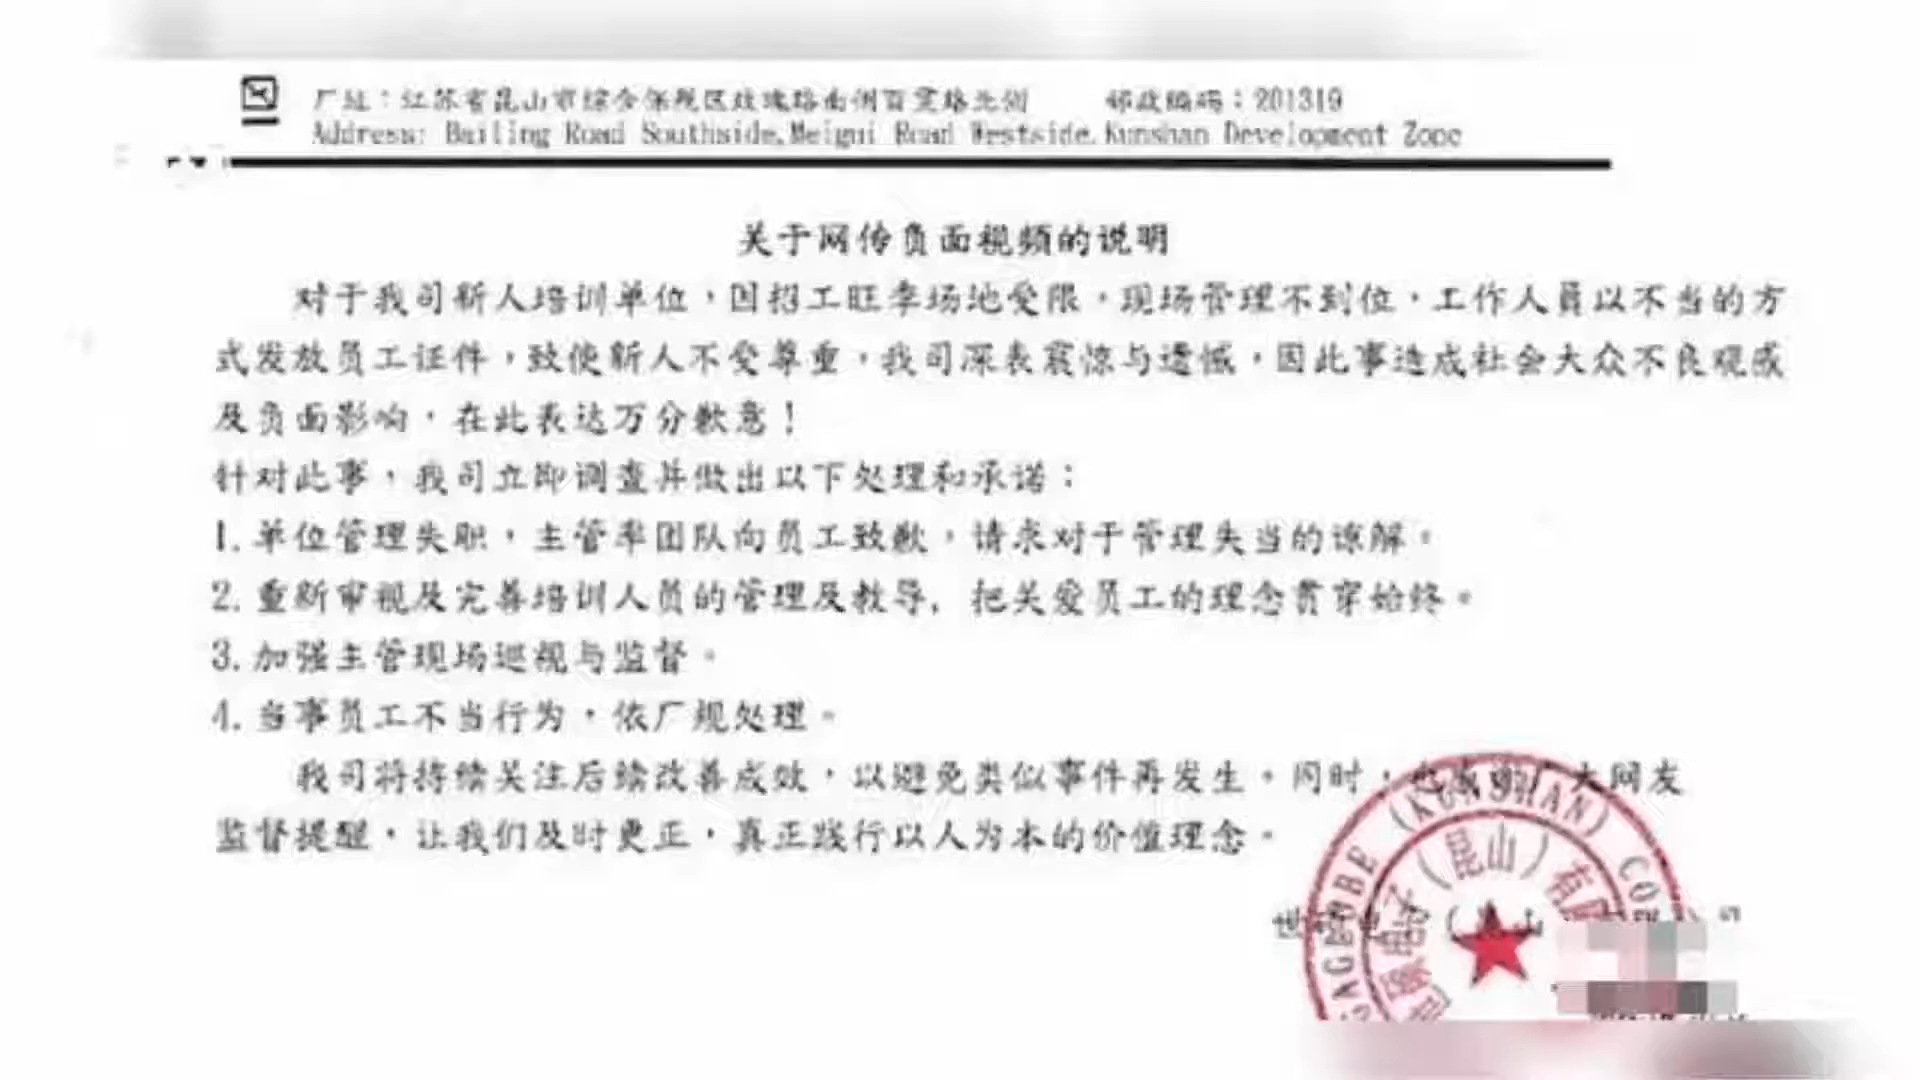 厂址：江苏省昆山市综合保税区玫瑰路南侧百灵路北侧 邮政编码：201319
Address: Bailing Road Southside,Meigui Road Westside,Kunshan Development Zone
关于网传负面视频的说明
对于我司新人培训单位，因招工旺季场地受限，现场管理不到位，工作人员以不当的方
式发放员工证件，致使新人不受尊重，我司深表震惊与遗憾，因此事造成社会大众不良观感
及负面影响，在此表达万分歉意！
针对此事，我司立即调查并做出以下处理和承诺：
1.单位管理失职，主管率团队向员工致歉，请求对于管理失当的谅解。
2.重新审视及完善培训人员的管理及教导，把关爱员工的理念贯穿始终。
3.加强主管现场巡视与监督。
4.当事员工不当行为，依厂规处理。
我司将持续关注后续改善成效，以避免类似事件再发生。同时，大网友
监督提醒，让我们及时更正，真正践行以人为本的价值理念。
AGLOBE (KUNSHAN) CO
硕电子（昆山）有限